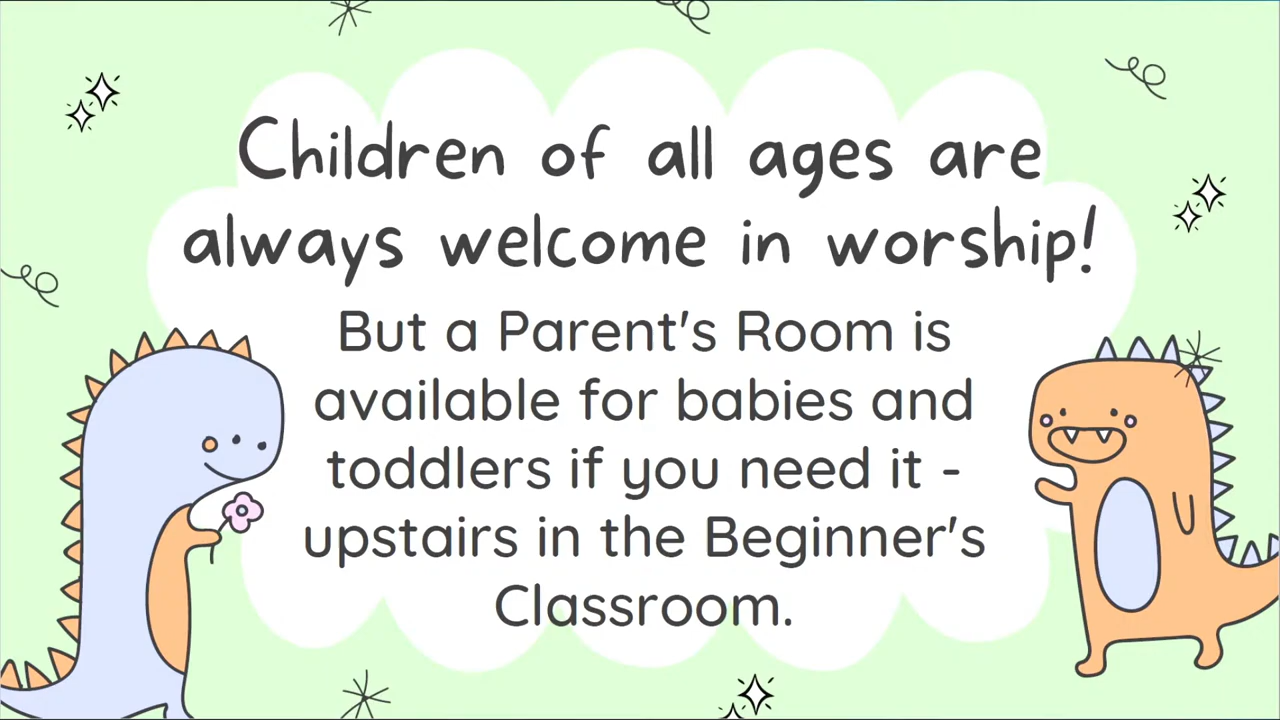 Children of all ages are
always welcome in worship!
But a Parent's Room is
available for babies and
toddlers if you need it -
upstairs in the Beginner's
Classroom.